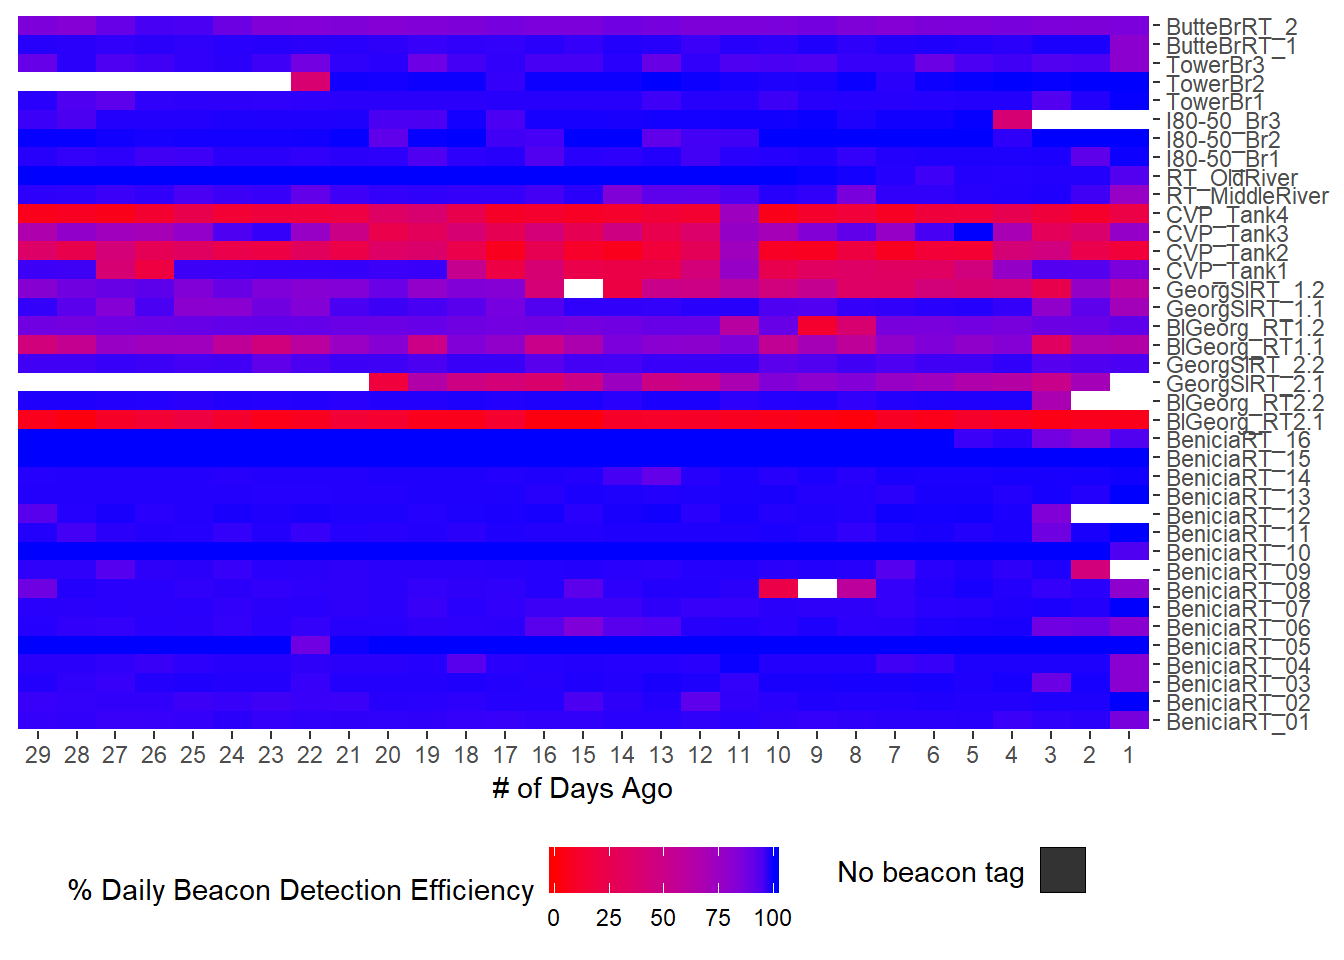 ButteBrRT_2
ButteBrRT_1
TowerBr3
TowerBr2
TowerBr1
I80-50_Br3
I80-50_Br2
I80-50_Br1
RT_OldRiver
RT_MiddleRiver
CVP_Tank4
CVP_Tank3
CVP_Tank2
CVP_Tank1
GeorgSlRT_1.2
GeorgSlRT_1.1
BlGeorg_RT1.2
BlGeorg_RT1.1
GeorgSlRT_2.2
GeorgSlRT_2.1
BlGeorg_RT2.2
BlGeorg_RT2.1
BeniciaRT_16
BeniciaRT_15
BeniciaRT_14
BeniciaRT_13
BeniciaRT_12
BeniciaRT_11
BeniciaRT_10
BeniciaRT_09
BeniciaRT_08
BeniciaRT_07
BeniciaRT_06
BeniciaRT_05
BeniciaRT_04
BeniciaRT_03
BeniciaRT_02
BeniciaRT_01
29 28 27 26 25 24 23 22 21 20 19 18 17 16 15 14 13 12 11 10 9 8 7 6 5 4 3 2 1
# of Days Ago
% Daily Beacon Detection Efficiency
0 25 50 75 100
No beacon tag